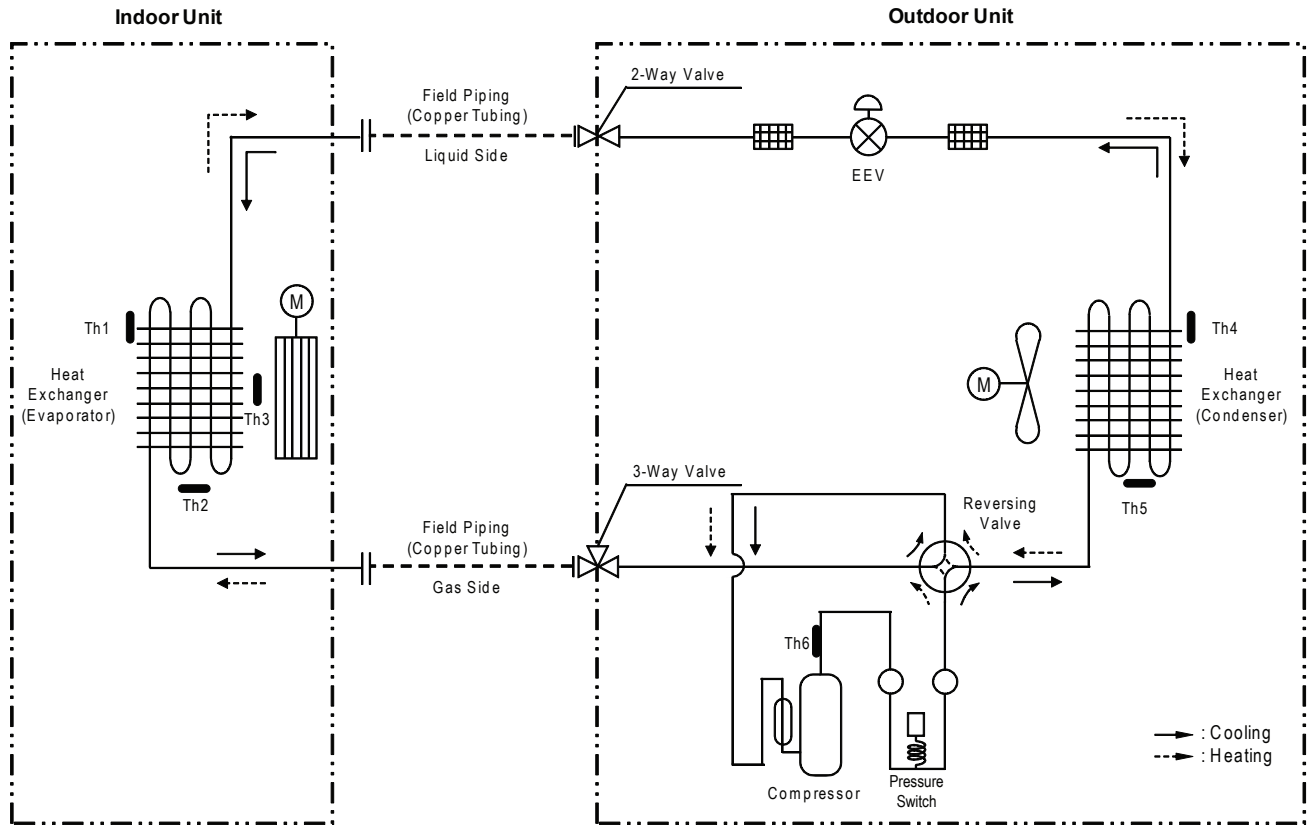 Indoor Unit
Outdoor Unit
2-Way Valve
Field Piping
(Copper Tubing)
Liquid Side
EEV
M
Th1
Heat
Exchanger
(Evaporator)
Th3
Th2
M
Th4
Heat
Exchanger
(Condenser)
Th5
3-Way Valve
Field Piping
(Copper Tubing)
Gas Side
Reversing
Valve
Th6
Compressor
Pressure
Switch
: Cooling
: Heating